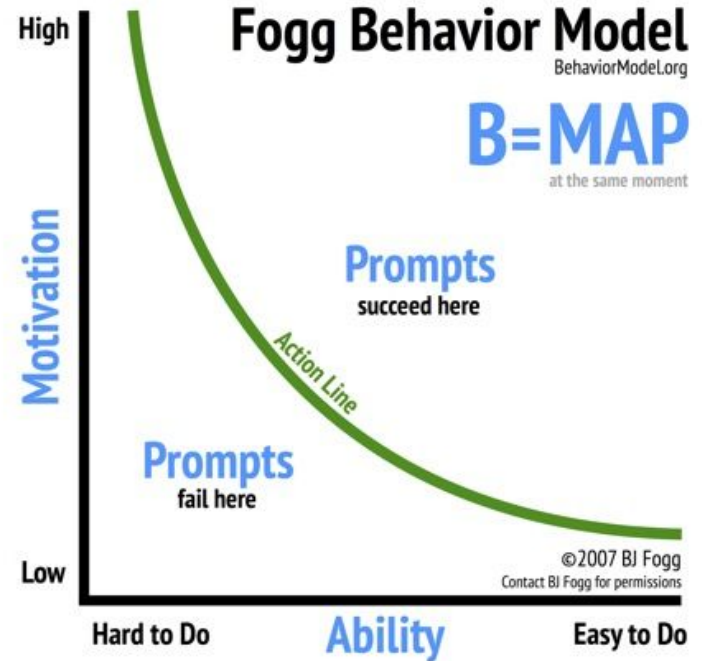 High
Fogg Behavior Model
BehaviorModel.org
B=MAP
at the same moment
Motivation
Prompts
succeed here
Action Line
Prompts
fail here
©2007 BJ Fogg
Contact BJ Fogg for permissions
Low
Hard to Do
Ability
Easy to Do